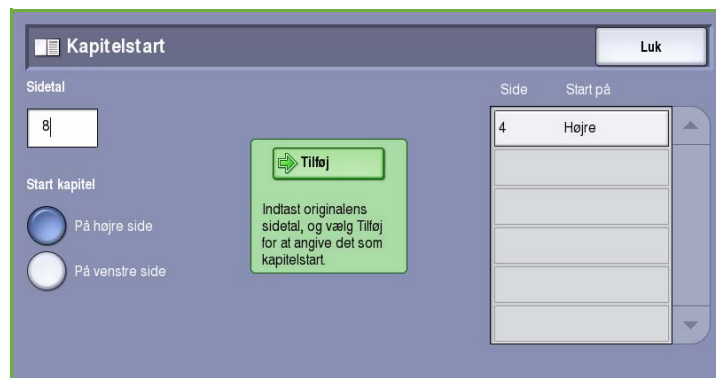 Kapitelstart
Luk
Sidetal
8
Start kapitel
På højre side
På venstre side
Tilføj
Indtast originalens
sidetal, og vælg Tilføj
for at angive det som
kapitelstart.
Side Start på
4 Højre